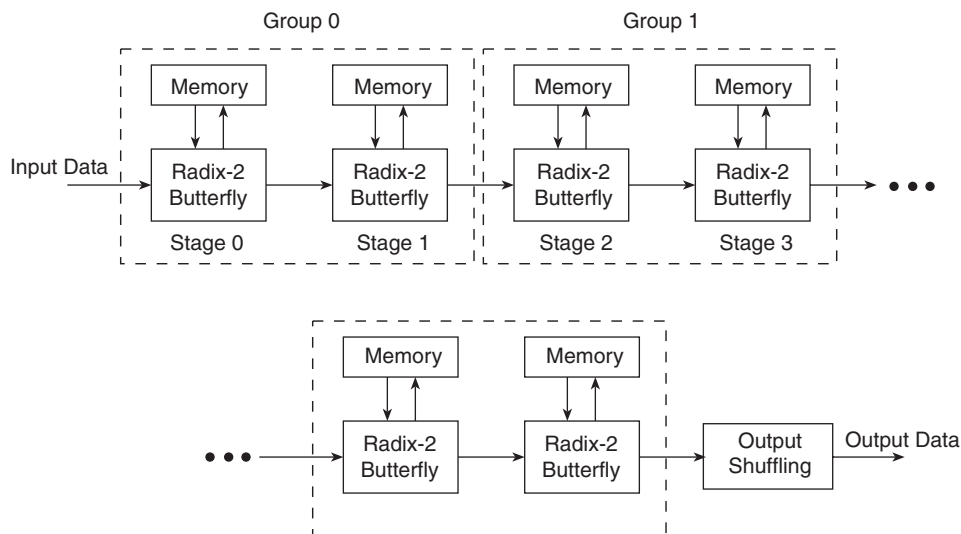 Group 0
Group 1
Memory
Memory
Memory
Memory
Input Data
Radix-2
Butterfly
Radix-2
Butterfly
Radix-2
Butterfly
Radix-2
Butterfly
Stage 0
Stage 1
Stage 2
Stage 3
Memory
Memory
Radix-2
Butterfly
Radix-2
Butterfly
Output
Shuffling
Output Data